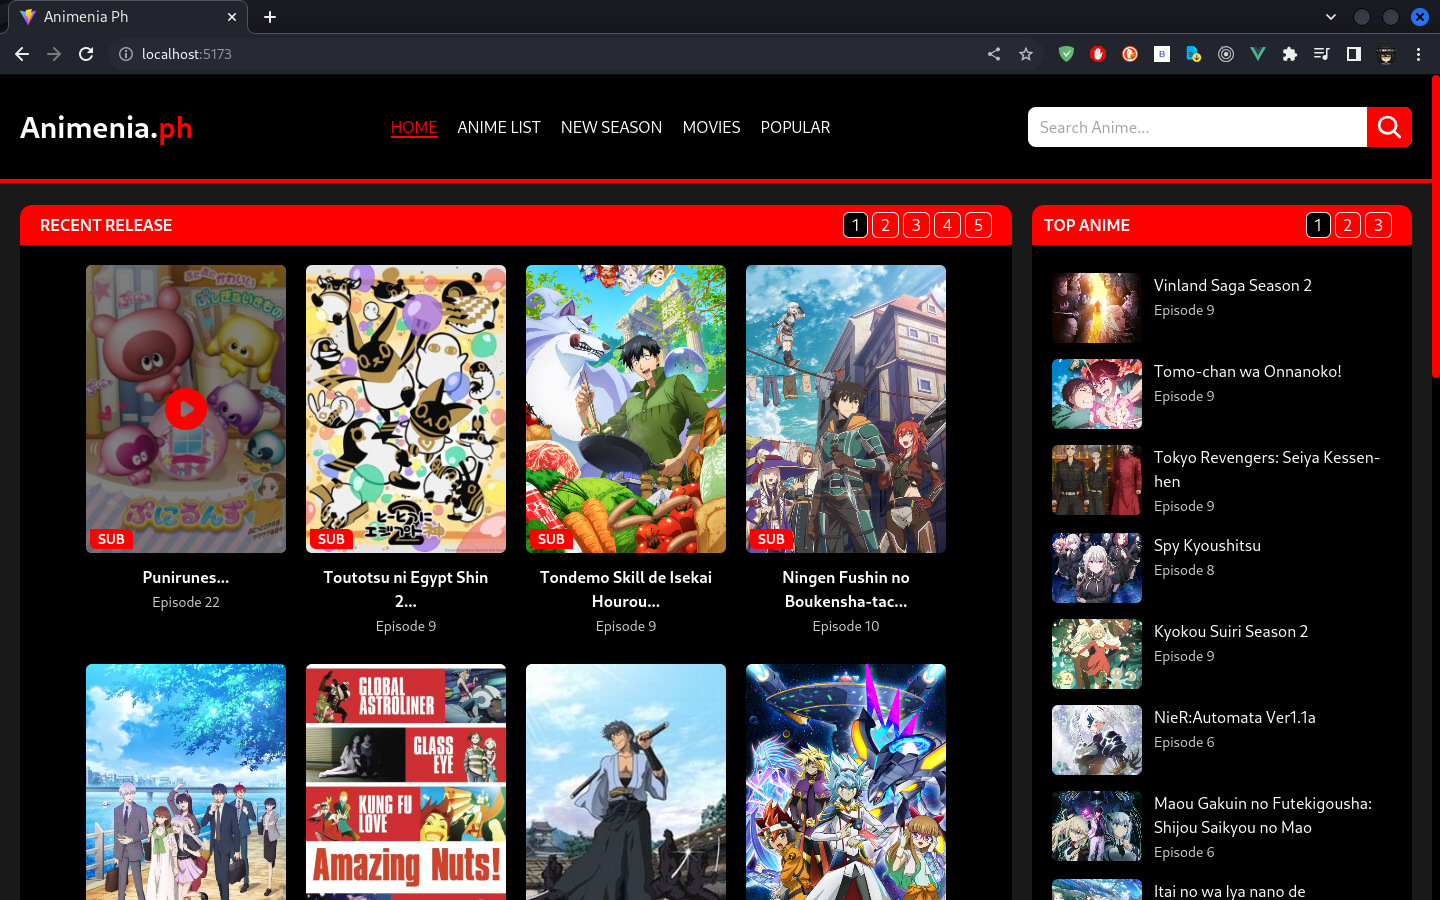 Animenia Ph
localhost:5173
Animenia.ph
HOME
ANIME LIST
NEW SEASON
MOVIES
POPULAR
Search Anime...
RECENT RELEASE
1
2
3
4
5
SUB
Punirunes...
Episode 22
SUB
Toutotsu ni Egypt Shin
2...
Episode 9
SUB
Tondemo Skill de Isekai
Hourou...
Episode 9
SUB
Ningen Fushin no
Boukensha-tac...
Episode 10
ぷにるんず
GLOBAL
ASTROLINER
GLASS
EYE
KUNG FU
LOVE
Amazing Nuts!
TOP ANIME
1
2
3
Vinland Saga Season 2
Episode 9
Tomo-chan wa Onnanoko!
Episode 9
Tokyo Revengers: Seiya Kessen-
hen
Episode 9
Spy Kyoushitsu
Episode 8
Kyokou Suiri Season 2
Episode 9
NieR:Automata Ver1.1a
Episode 6
Maou Gakuin no Futekigousha:
Shijou Saikyou no Mao
Episode 6
Itai no wa Iya nano de